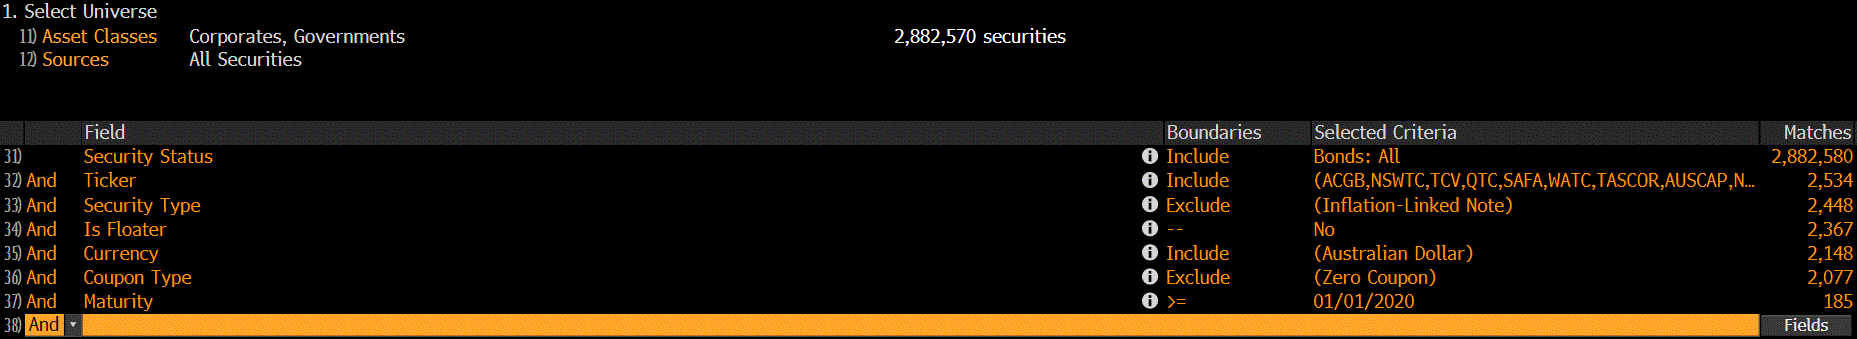 1. Select Universe
11) Asset Classes Corporates, Governments 2,882,570 securities
12) Sources All Securities
Field Boundaries Selected Criteria Matches
31) Security Status Include Bonds: All 2,882,580
32) And Ticker Include (ACGB,NSWTC,TCV,QTC,SAFA,WATC,TASCOR,AUSCAP,N... 2,534
33) And Security Type Exclude (Inflation-Linked Note) 2,448
34) And Is Floater -- No 2,367
35) And Currency Include (Australian Dollar) 2,148
36) And Coupon Type Exclude (Zero Coupon) 2,077
37) And Maturity >= 01/01/2020 185
38) And Fields